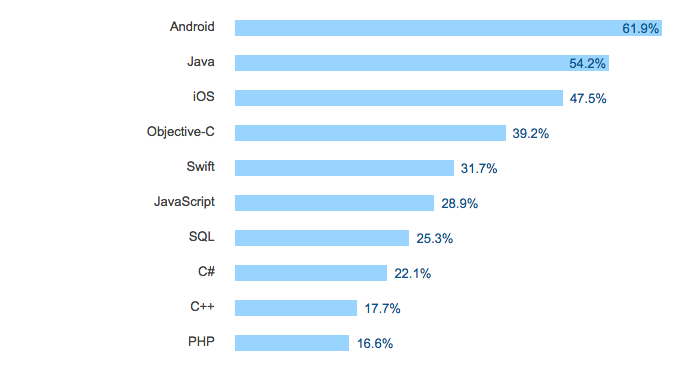 Android 61.9%
Java 54.2%
iOS 47.5%
Objective-C 39.2%
Swift 31.7%
JavaScript 28.9%
SQL 25.3%
C# 22.1%
C++ 17.7%
PHP 16.6%